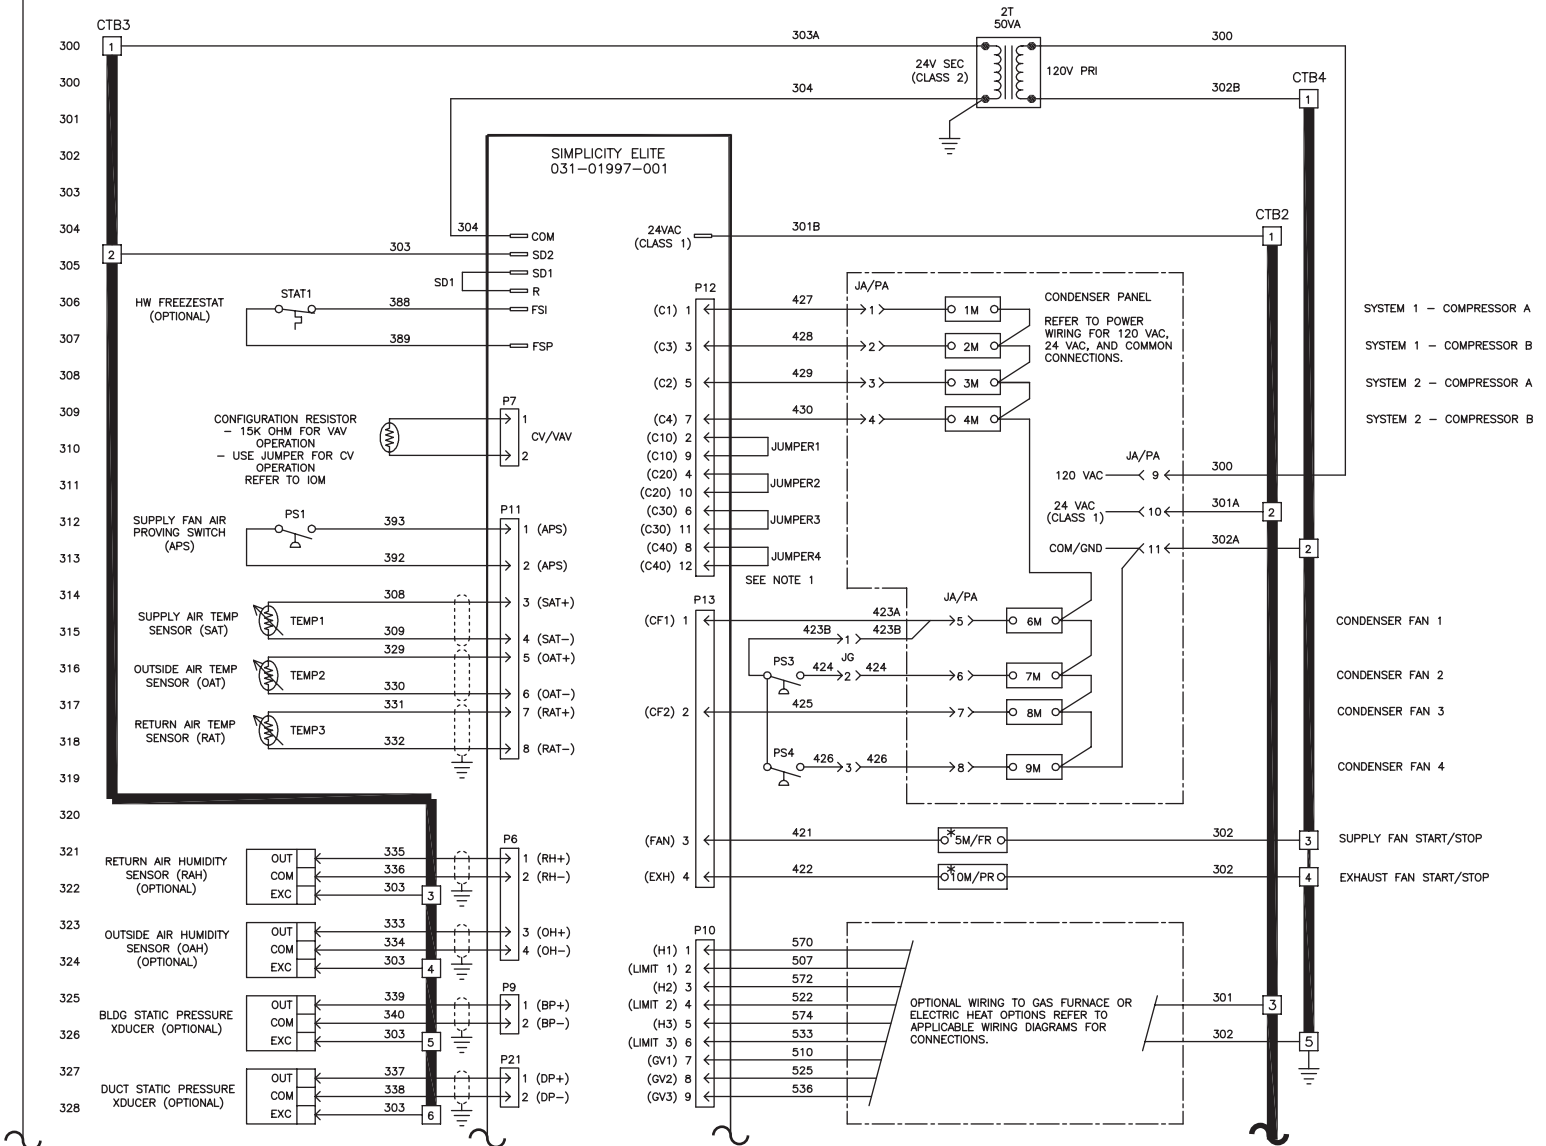 2T
50VA
CTB3
300
1
303A
300
24V SEC
(CLASS 2)
120V PRI
300
304
302B
CTB4
1
301
302
SIMPLICITY ELITE
031-01997-001
303
304
304
COM
24VAC
(CLASS 1)
301B
CTB2
1
2
303
SD2
305
SD1
SD1
R
306
HW FREEZESTAT
(OPTIONAL)
STAT1
388
FSI
307
389
FSP
P12
(C1) 1
427
JA/PA
1
1M
CONDENSER PANEL
REFER TO POWER
WIRING FOR 120 VAC,
24 VAC, AND COMMON
CONNECTIONS.
SYSTEM 1 - COMPRESSOR A
(C3) 3
428
2
2M
SYSTEM 1 - COMPRESSOR B
308
(C2) 5
429
3
3M
SYSTEM 2 - COMPRESSOR A
309
CONFIGURATION RESISTOR
- 15K OHM FOR VAV
OPERATION
- USE JUMPER FOR CV
OPERATION
REFER TO IOM
P7
1
CV/VAV
2
(C4) 7
430
4
4M
SYSTEM 2 - COMPRESSOR B
310
(C10) 2
(C10) 9
JUMPER1
311
(C20) 4
(C20) 10
JUMPER2
JA/PA
120 VAC
9
300
312
SUPPLY FAN AIR
PROVING SWITCH
(APS)
PS1
393
P11
1 (APS)
(C30) 6
(C30) 11
JUMPER3
24 VAC
(CLASS 1)
10
301A
2
313
392
2 (APS)
(C40) 8
(C40) 12
JUMPER4
COM/GND
11
302A
2
SEE NOTE 1
314
SUPPLY AIR TEMP
SENSOR (SAT)
TEMP1
308
3 (SAT+)
P13
(CF1) 1
423A
JA/PA
5
6M
CONDENSER FAN 1
315
309
4 (SAT-)
423B
1
423B
316
OUTSIDE AIR TEMP
SENSOR (OAT)
TEMP2
329
5 (OAT+)
PS3
424
JG
2
424
6
7M
CONDENSER FAN 2
330
6 (OAT-)
317
RETURN AIR TEMP
SENSOR (RAT)
TEMP3
331
7 (RAT+)
(CF2) 2
425
7
8M
CONDENSER FAN 3
318
332
8 (RAT-)
PS4
426
3
426
8
9M
CONDENSER FAN 4
319
320
(FAN) 3
421
*5M/FR
302
3
SUPPLY FAN START/STOP
321
RETURN AIR HUMIDITY
SENSOR (RAH)
(OPTIONAL)
OUT
335
P6
1 (RH+)
COM
336
2 (RH-)
322
EXC
303
3
(EXH) 4
422
*10M/PR
302
4
EXHAUST FAN START/STOP
323
OUTSIDE AIR HUMIDITY
SENSOR (OAH)
(OPTIONAL)
OUT
333
3 (OH+)
COM
334
4 (OH-)
324
EXC
303
4
P10
(H1) 1
570
(LIMIT 1) 2
507
(H2) 3
572
(LIMIT 2) 4
522
(H3) 5
574
(LIMIT 3) 6
533
(GV1) 7
510
(GV2) 8
525
(GV3) 9
536
OPTIONAL WIRING TO GAS FURNACE OR
ELECTRIC HEAT OPTIONS REFER TO
APPLICABLE WIRING DIAGRAMS FOR
CONNECTIONS.
301
3
302
5
325
BLDG STATIC PRESSURE
XDUCER (OPTIONAL)
OUT
339
P9
1 (BP+)
COM
340
2 (BP-)
326
EXC
303
5
327
DUCT STATIC PRESSURE
XDUCER (OPTIONAL)
OUT
337
P21
1 (DP+)
COM
338
2 (DP-)
328
EXC
303
6